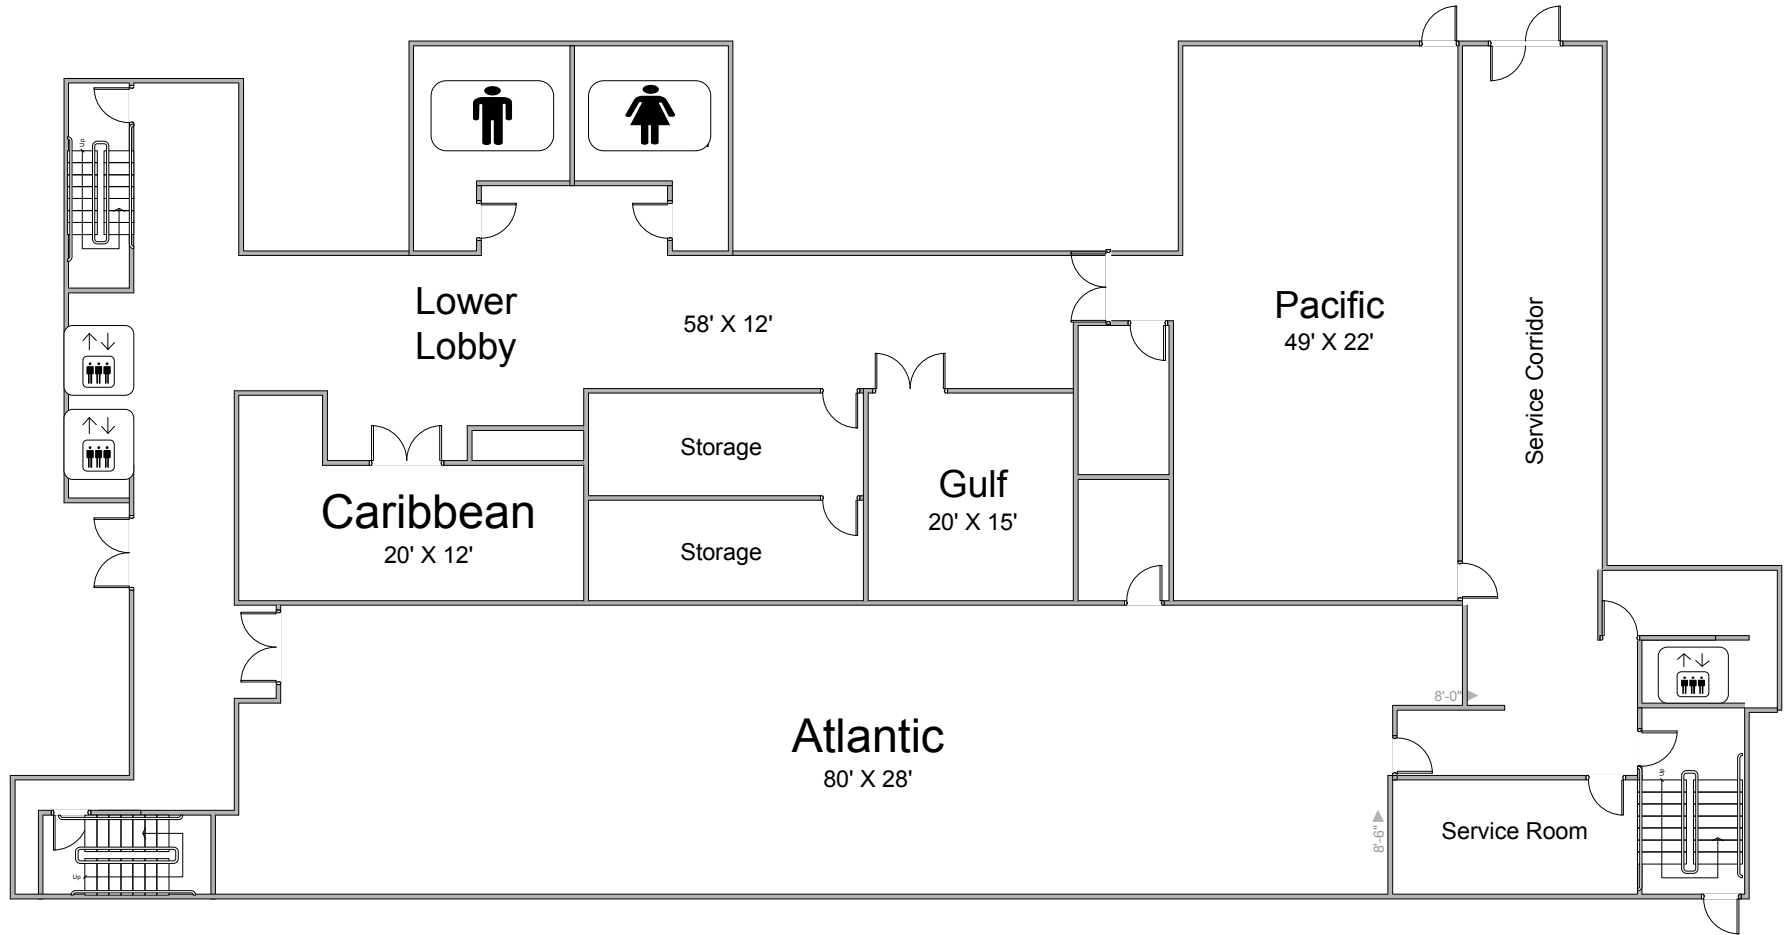 Up
Lower
Lobby
58' X 12'
Pacific
49' X 22'
Service Corridor
Storage
Caribbean
20' X 12'
Gulf
20' X 15'
Storage
8'-0"
Atlantic
80' X 28'
8'-6"
Service Room
Up
Up